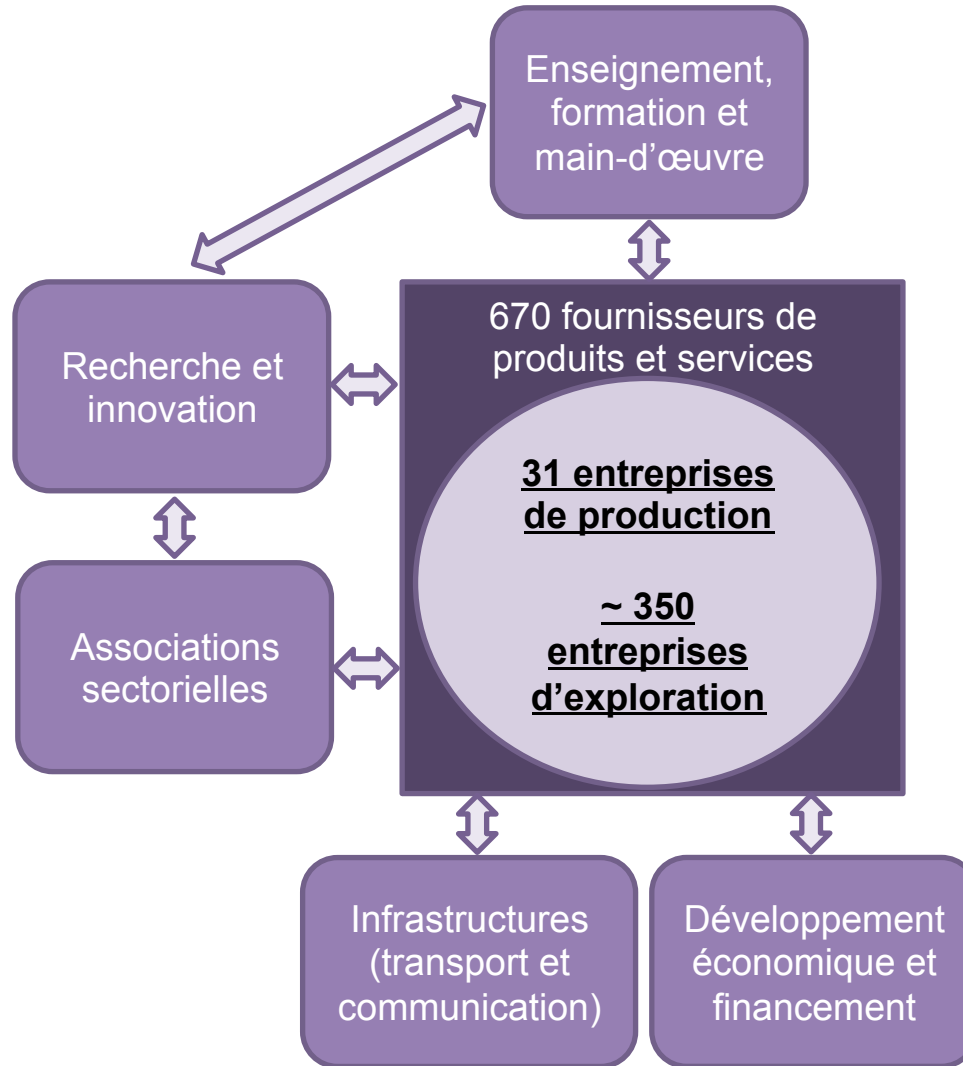 Enseignement,
formation et
main-d’œuvre
670 fournisseurs de
produits et services
Recherche et
innovation
31 entreprises
de production
~ 350
entreprises
d’exploration
Associations
sectorielles
Infrastructures
(transport et
communication)
Développement
économique et
financement